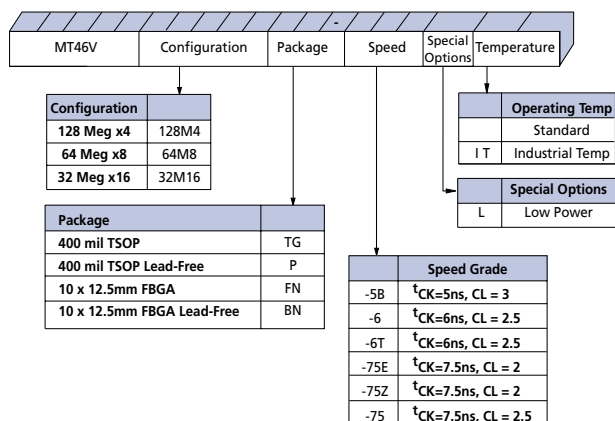 -
MT46V Configuration Package Speed Special Options Temperature
Configuration
128 Meg x4 128M4
64 Meg x8 64M8
32 Meg x16 32M16
Package
400 mil TSOP TG
400 mil TSOP Lead-Free P
10 x 12.5mm FBGA FN
10 x 12.5mm FBGA Lead-Free BN
Speed Grade
-5B tCK=5ns, CL = 3
-6 tCK=6ns, CL = 2.5
-6T tCK=6ns, CL = 2.5
-75E tCK=7.5ns, CL = 2
-75Z tCK=7.5ns, CL = 2
-75 tCK=7.5ns, CL = 2.5
Operating Temp
Standard
I T Industrial Temp
Special Options
L Low Power